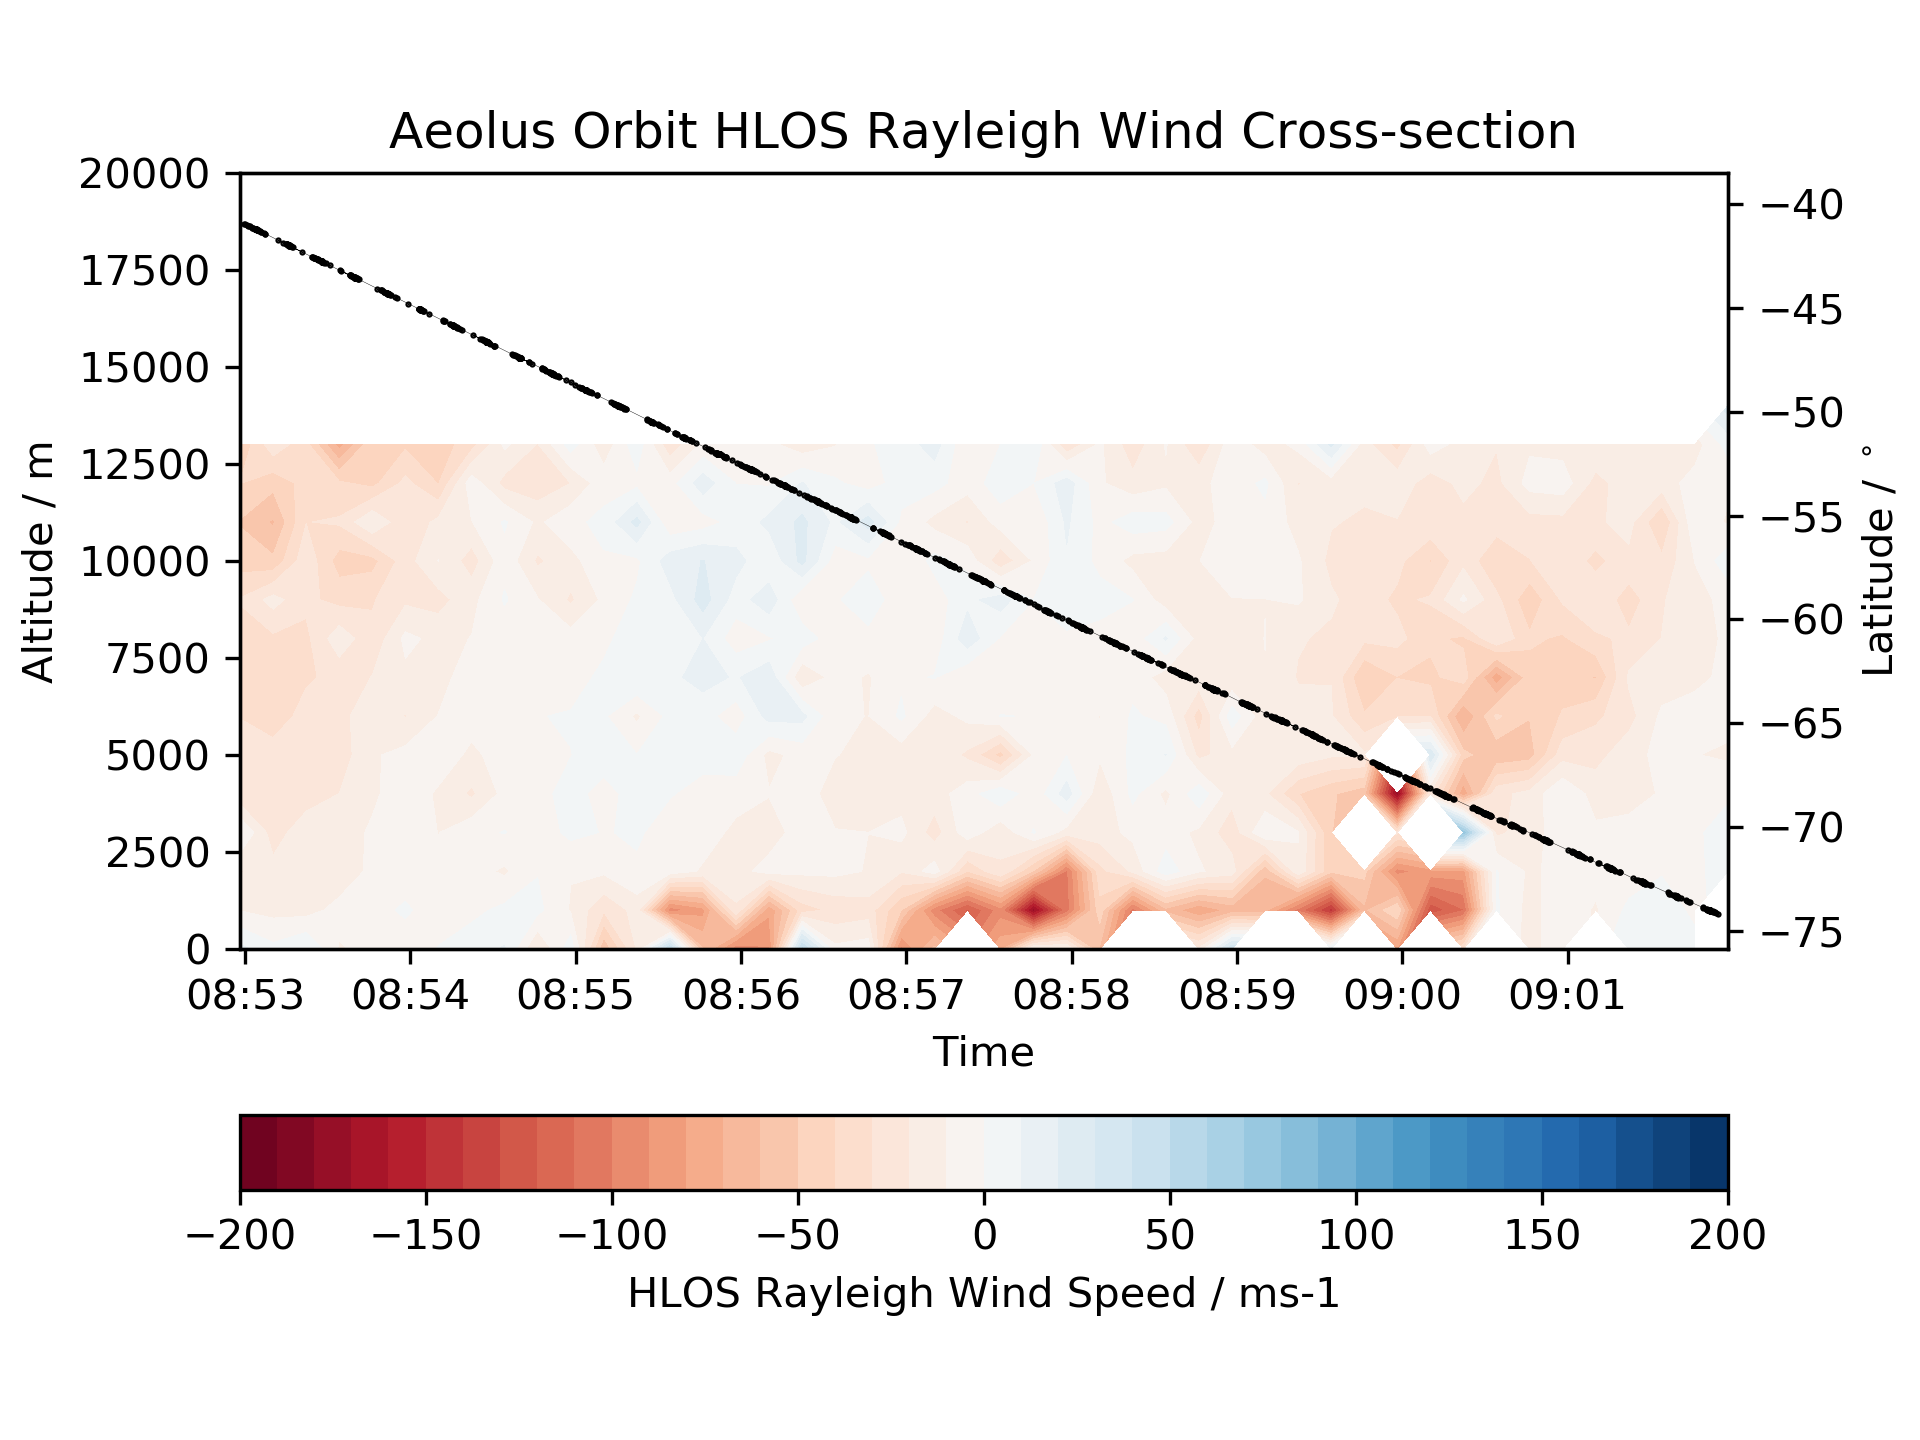 Aeolus Orbit HLOS Rayleigh Wind Cross-section
20000
17500
15000
12500
10000
7500
5000
2500
0
Altitude / m
−40
−45
−50
−55
−60
−65
−70
−75
Latitude / °
08:53 08:54 08:55 08:56 08:57 08:58 08:59 09:00 09:01
Time
−200 −150 −100 −50 0 50 100 150 200
HLOS Rayleigh Wind Speed / ms-1